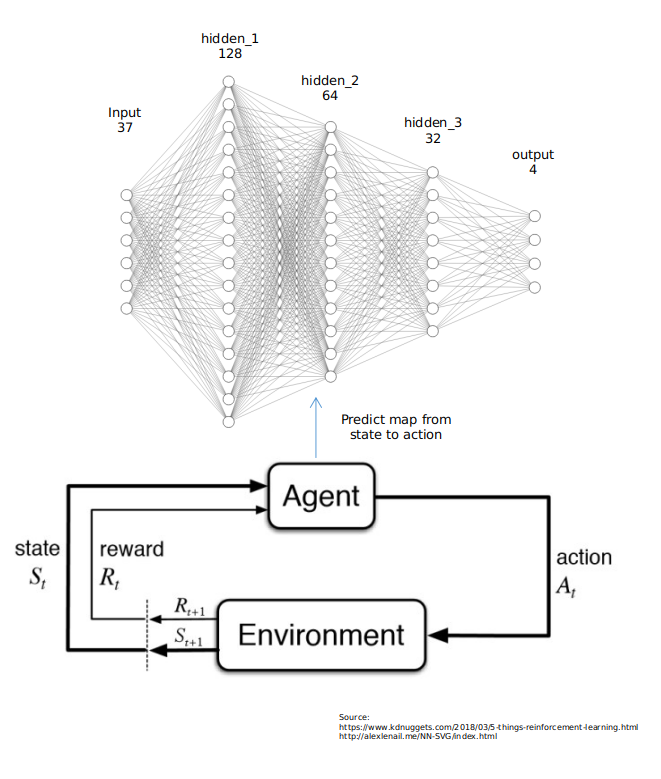 hidden_1
128
hidden_2
64
Input
37
hidden_3
32
output
4
Predict map from
state to action
Agent
state
S_t
reward
R_t
action
A_t
R_{t+1}
S_{t+1}
Environment
Source:
https://www.kdnuggets.com/2018/03/5-things-reinforcement-learning.html
http://alexlenail.me/NN-SVG/index.html